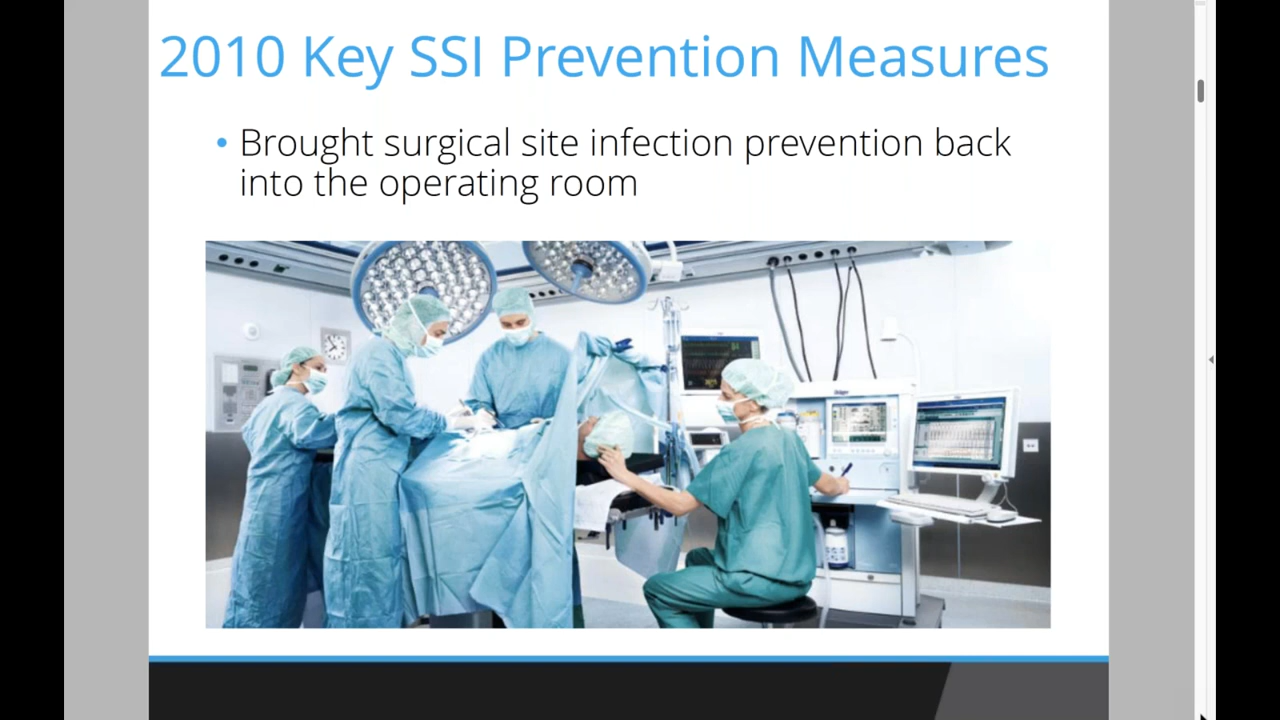 2010 Key SSI Prevention Measures
• Brought surgical site infection prevention back
into the operating room